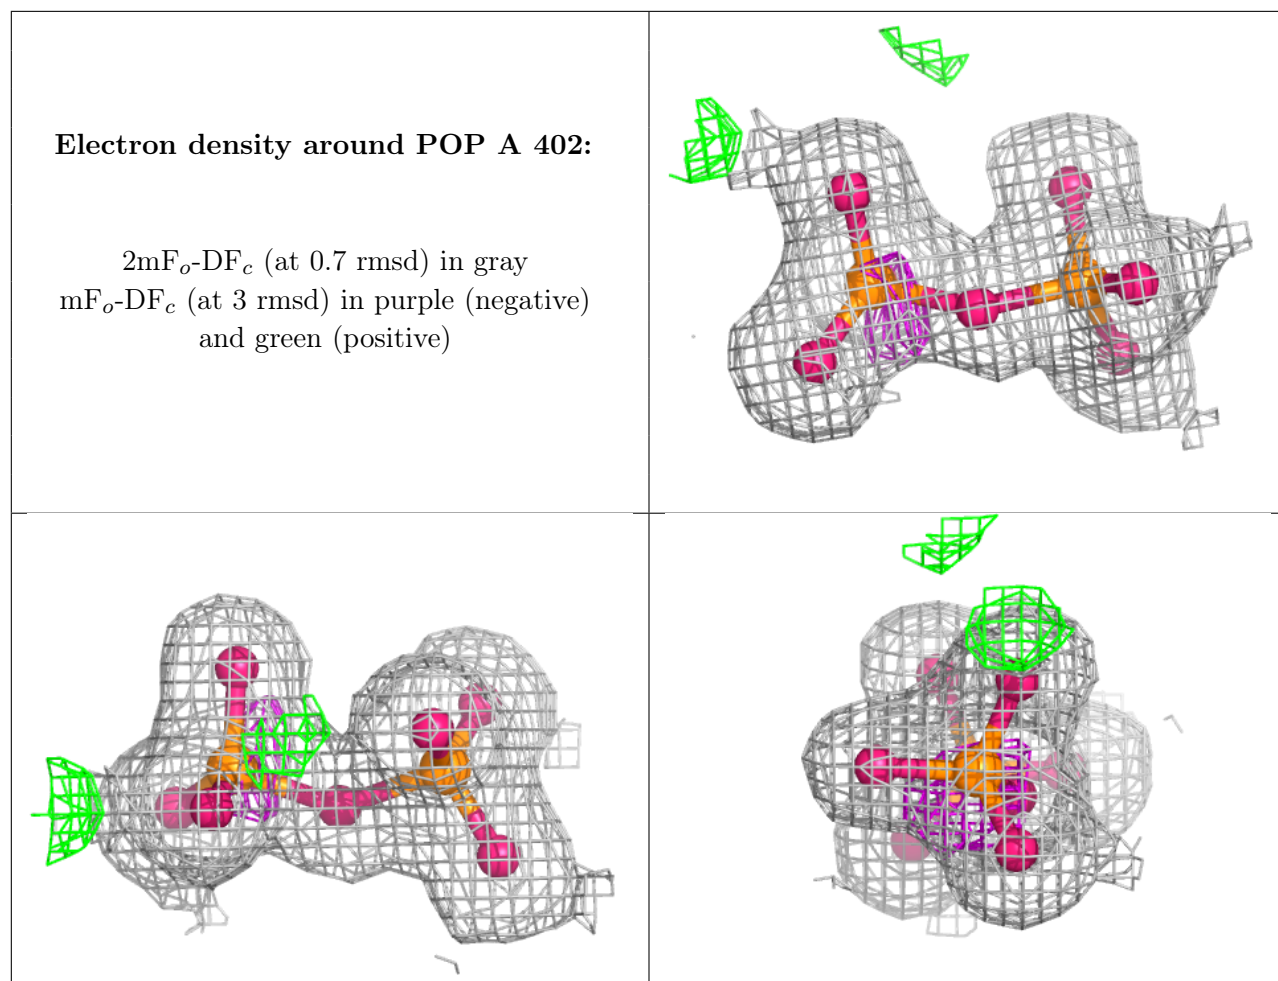 Electron density around POP A 402:
2mFₒ-DF𝒸 (at 0.7 rmsd) in gray
mFₒ-DF𝒸 (at 3 rmsd) in purple (negative)
and green (positive)